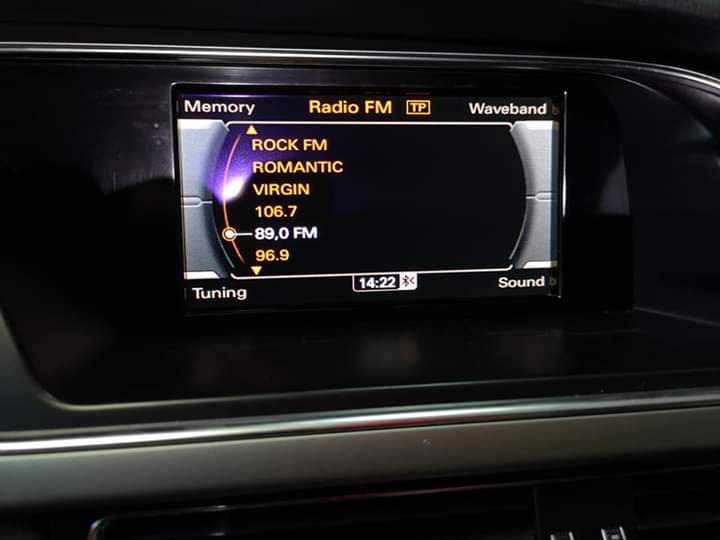 Memory Radio FM TP Waveband
ROCK FM
ROMANTIC
VIRGIN
106.7
89,0 FM
96.9
14:22
Tuning Sound